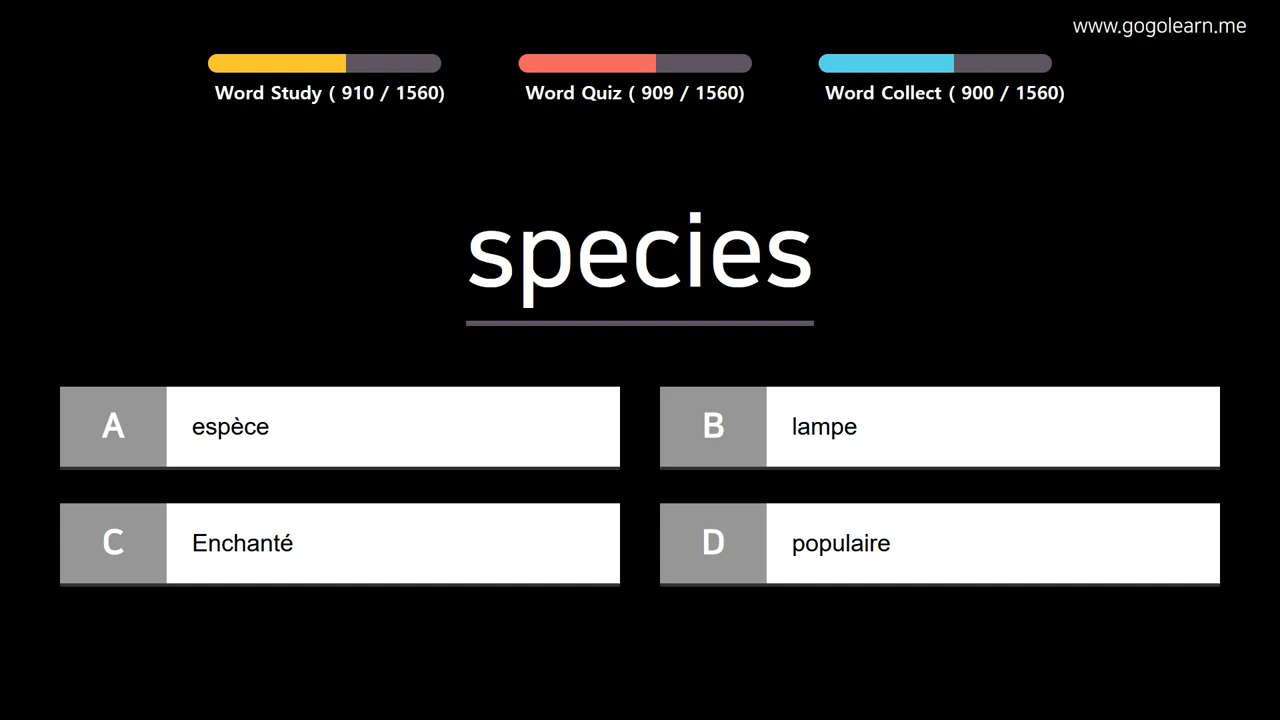 www.gogolearn.me
Word Study ( 910 / 1560)
Word Quiz ( 909 / 1560)
Word Collect ( 900 / 1560)
species
A espèce
B lampe
C Enchanté
D populaire